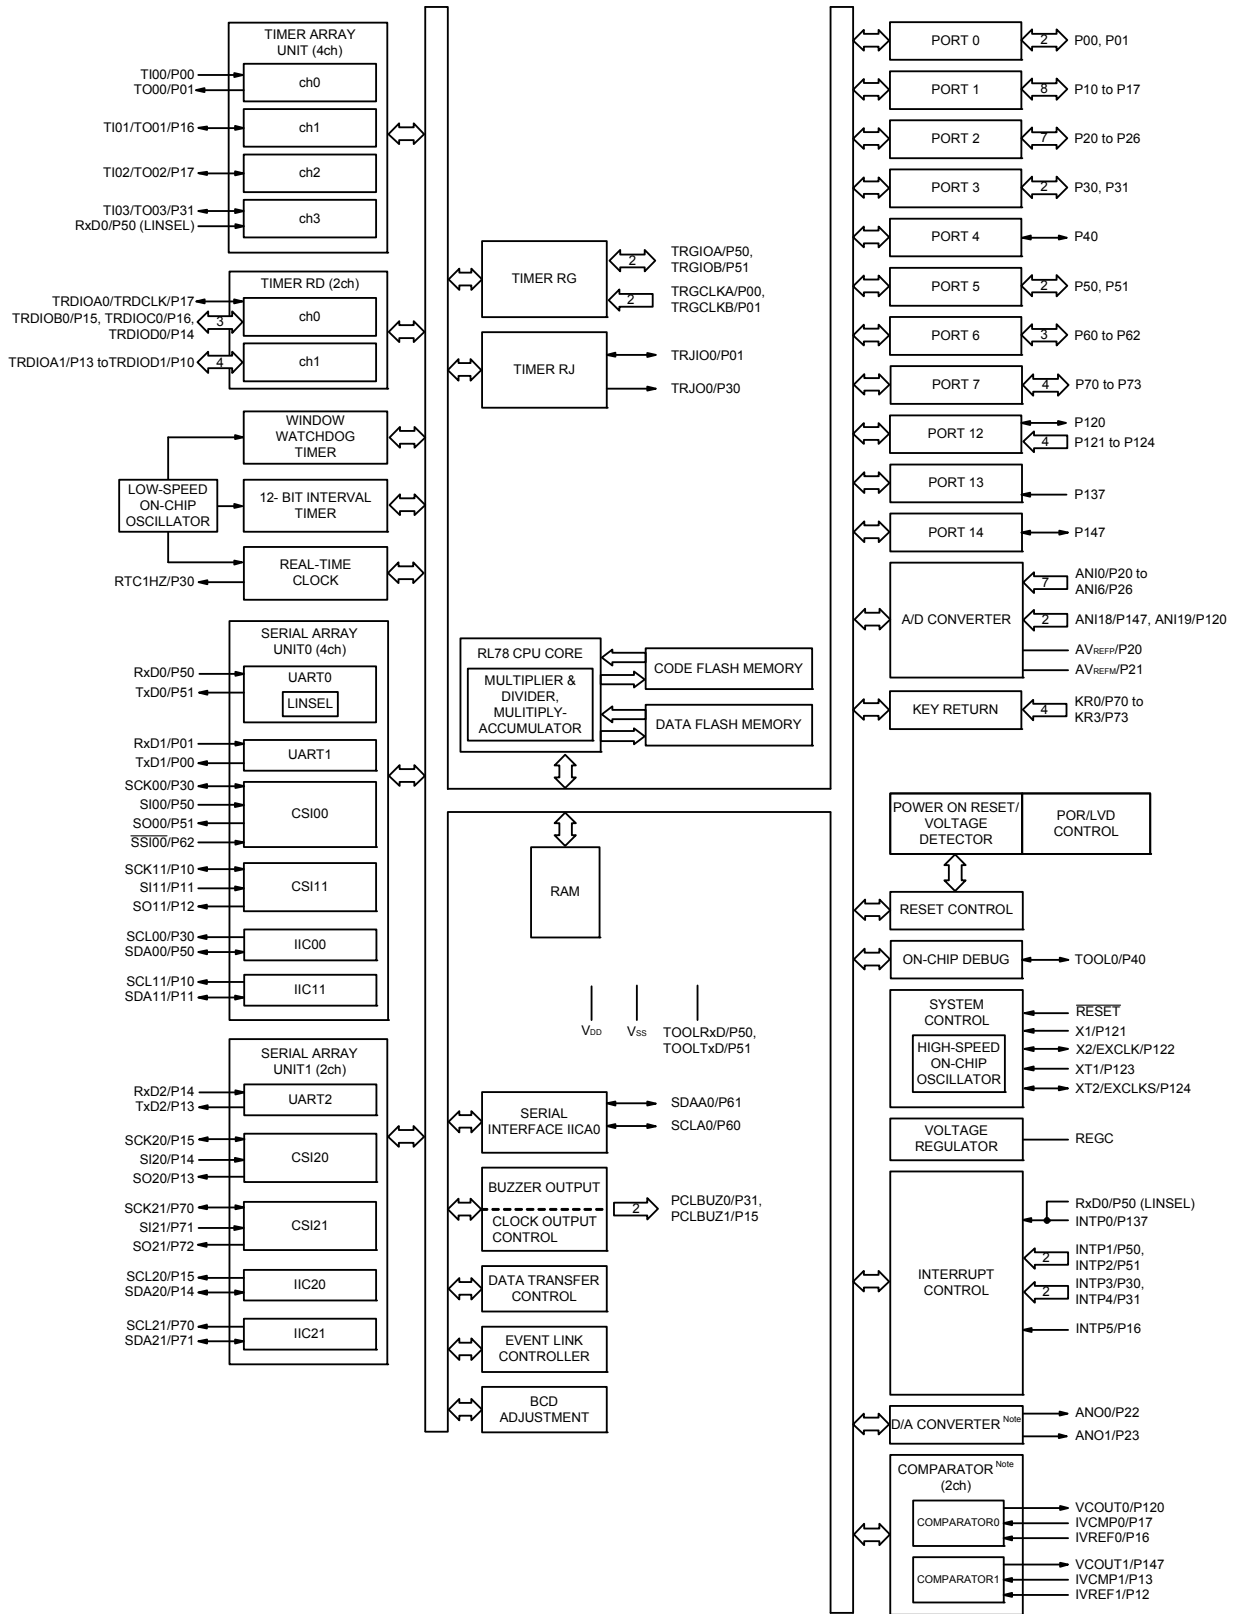 TIMER ARRAY
UNIT (4ch)
TI00/P00
TO00/P01
ch0
TI01/TO01/P16
ch1
TI02/TO02/P17
ch2
TI03/TO03/P31
RxD0/P50 (LINSEL)
ch3
TIMER RD (2ch)
TRDIOA0/TRDCLK/P17
TRDIOB0/P15, TRDIOC0/P16,
TRDIOD0/P14
3
ch0
TRDIOA1/P13 toTRDIOD1/P10
4
ch1
WINDOW
WATCHDOG
TIMER
LOW-SPEED
ON-CHIP
OSCILLATOR
12- BIT INTERVAL
TIMER
REAL-TIME
CLOCK
RTC1HZ/P30
SERIAL ARRAY
UNIT0 (4ch)
RxD0/P50
TxD0/P51
UART0
LINSEL
RxD1/P01
TxD1/P00
UART1
SCK00/P30
SI00/P50
SO00/P51
SSI00/P62
CSI00
SCK11/P10
SI11/P11
SO11/P12
CSI11
SCL00/P30
SDA00/P50
IIC00
SCL11/P10
SDA11/P11
IIC11
SERIAL ARRAY
UNIT1 (2ch)
RxD2/P14
TxD2/P13
UART2
SCK20/P15
SI20/P14
SO20/P13
CSI20
SCK21/P70
SI21/P71
SO21/P72
CSI21
SCL20/P15
SDA20/P14
IIC20
SCL21/P70
SDA21/P71
IIC21
TIMER RG
2
TRGIOA/P50,
TRGIOB/P51
2
TRGCLKA/P00,
TRGCLKB/P01
TIMER RJ
TRJIO0/P01
TRJO0/P30
RL78 CPU CORE
MULTIPLIER &
DIVIDER,
MULITIPLY-
ACCUMULATOR
CODE FLASH MEMORY
DATA FLASH MEMORY
RAM
VDD
VSS
TOOLRxD/P50,
TOOLTxD/P51
SERIAL
INTERFACE IICA0
SDAA0/P61
SCLA0/P60
BUZZER OUTPUT
CLOCK OUTPUT
CONTROL
2
PCLBUZ0/P31,
PCLBUZ1/P15
DATA TRANSFER
CONTROL
EVENT LINK
CONTROLLER
BCD
ADJUSTMENT
PORT 0
2
P00, P01
PORT 1
8
P10 to P17
PORT 2
7
P20 to P26
PORT 3
2
P30, P31
PORT 4
P40
PORT 5
2
P50, P51
PORT 6
3
P60 to P62
PORT 7
4
P70 to P73
PORT 12
P120
4
P121 to P124
PORT 13
P137
PORT 14
P147
A/D CONVERTER
7
ANI0/P20 to
ANI6/P26
2
ANI18/P147, ANI19/P120
AVREFP/P20
AVREFM/P21
KEY RETURN
4
KR0/P70 to
KR3/P73
POWER ON RESET/
VOLTAGE
DETECTOR
POR/LVD
CONTROL
RESET CONTROL
ON-CHIP DEBUG
TOOL0/P40
SYSTEM
CONTROL
HIGH-SPEED
ON-CHIP
OSCILLATOR
RESET
X1/P121
X2/EXCLK/P122
XT1/P123
XT2/EXCLKS/P124
VOLTAGE
REGULATOR
REGC
INTERRUPT
CONTROL
RxD0/P50 (LINSEL)
INTP0/P137
2
INTP1/P50,
INTP2/P51
2
INTP3/P30,
INTP4/P31
INTP5/P16
D/A CONVERTER Note
ANO0/P22
ANO1/P23
COMPARATOR Note
(2ch)
COMPARATOR0
VCOUT0/P120
IVCMP0/P17
IVREF0/P16
COMPARATOR1
VCOUT1/P147
IVCMP1/P13
IVREF1/P12